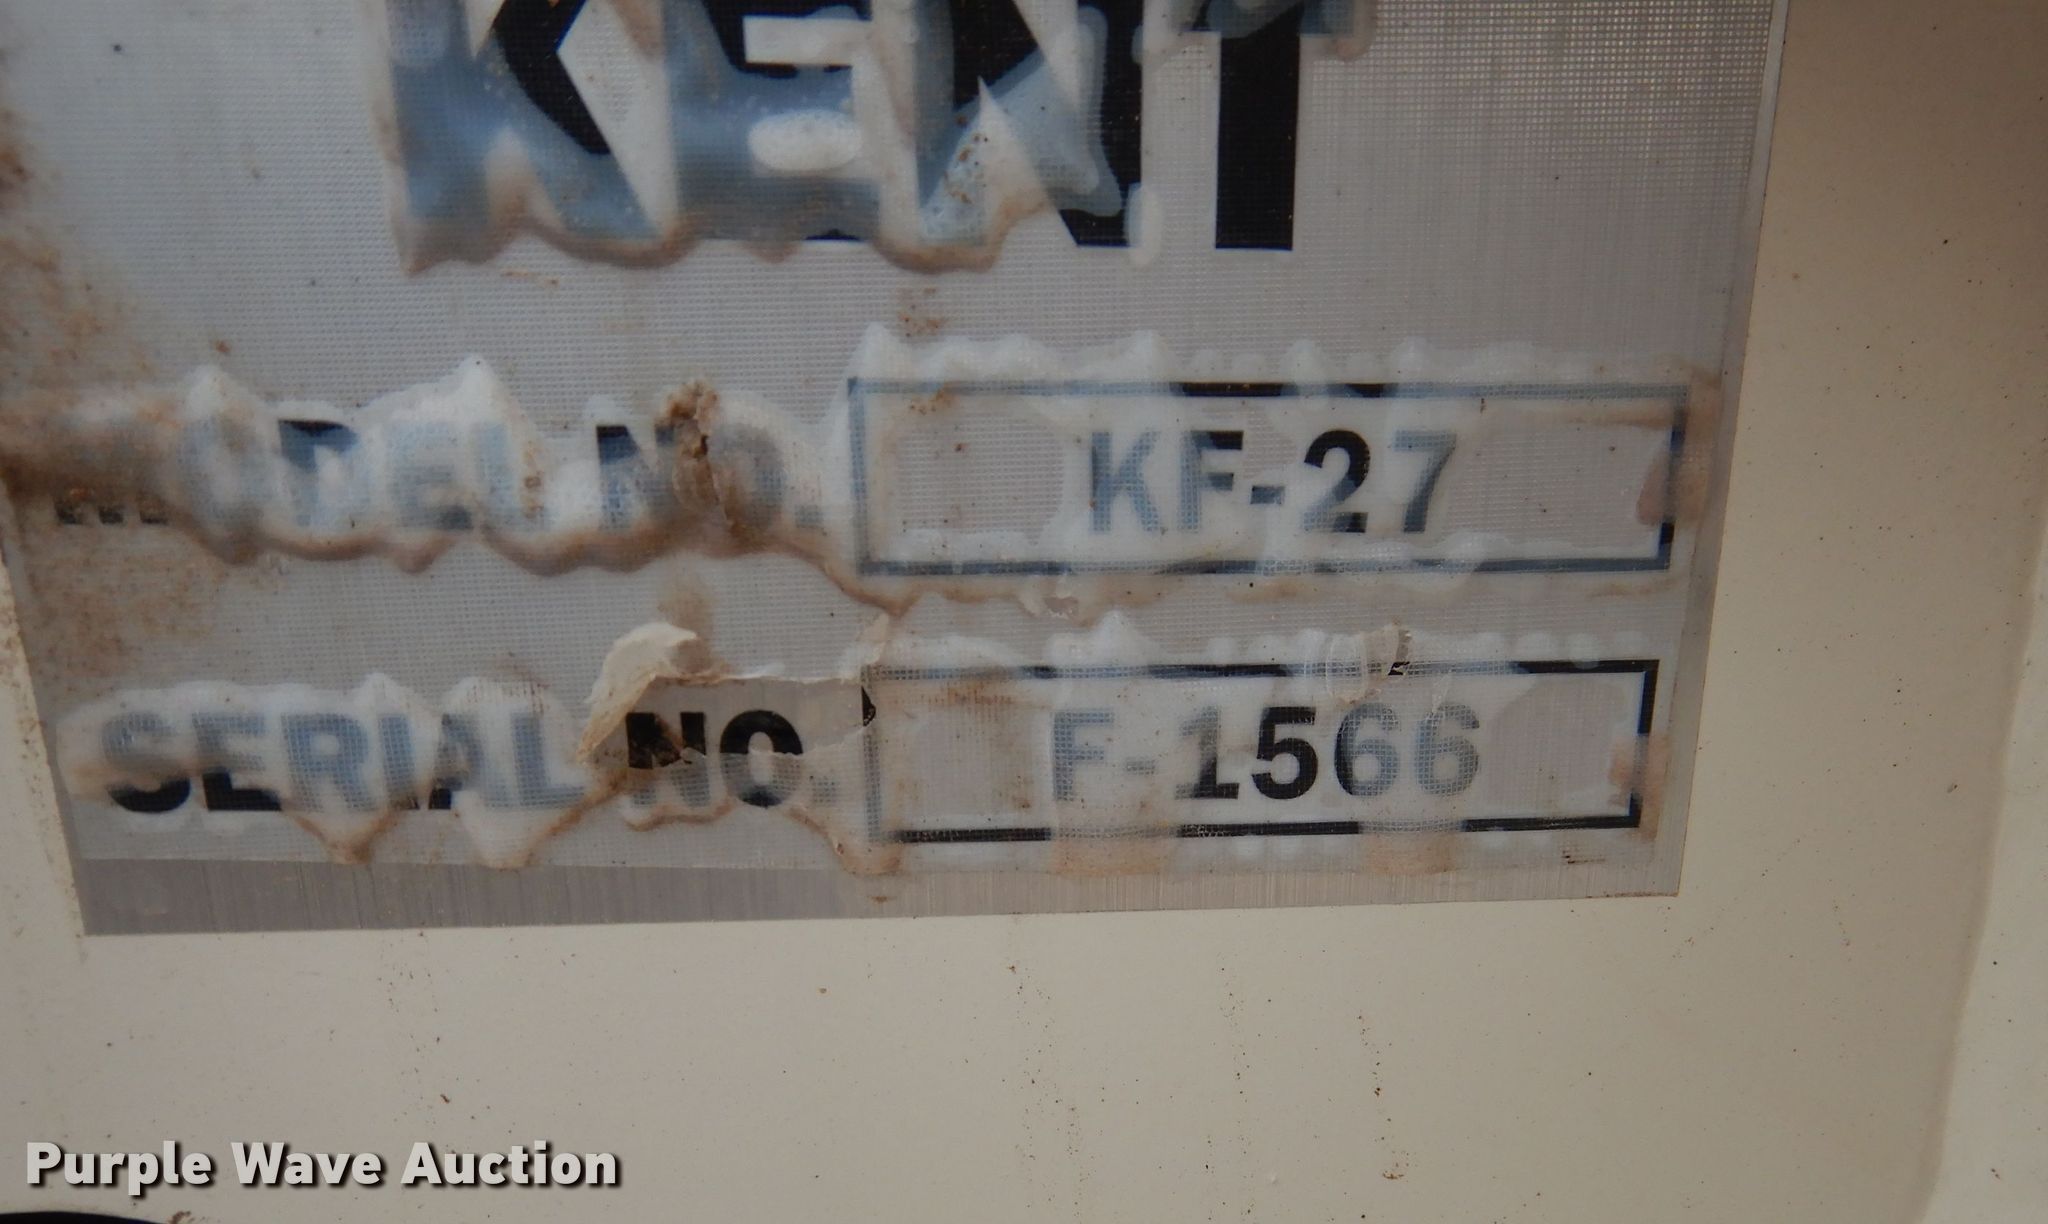 KENT
MODEL NO. KF-27
SERIAL NO. F-1566
Purple Wave Auction